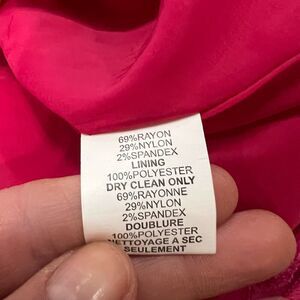 69%RAYON
29%NYLON
2%SPANDEX
LINING
100%POLYESTER
DRY CLEAN ONLY
69%RAYONNE
29%NYLON
2%SPANDEX
DOUBLURE
100%POLYESTER
NETTOYAGE A SEC
SEULEMENT